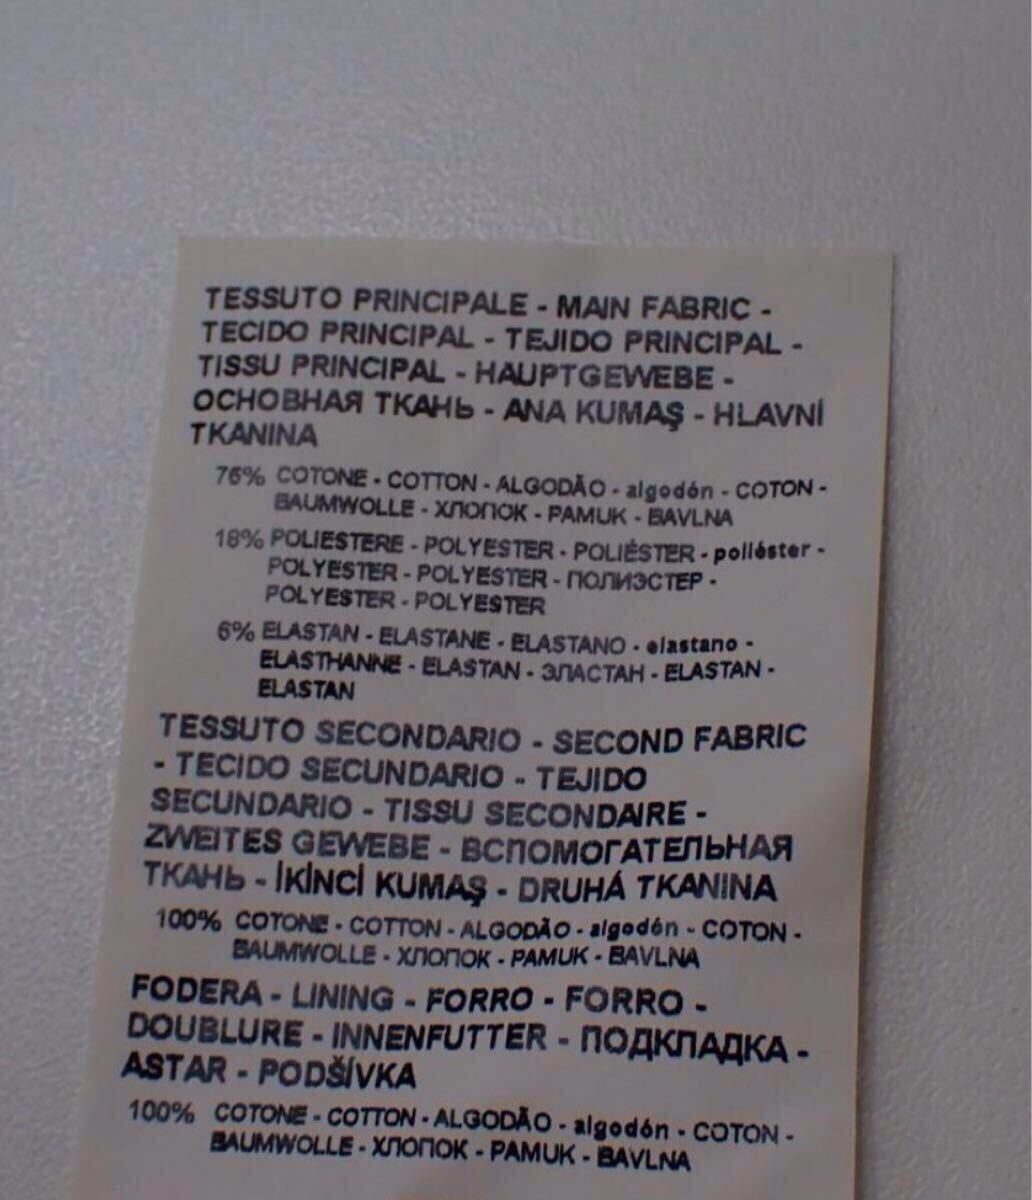 TESSUTO PRINCIPALE - MAIN FABRIC -
TECIDO PRINCIPAL - TEJIDO PRINCIPAL -
TISSU PRINCIPAL - HAUPTGEWEBE -
ОСНОВНАЯ ТКАНЬ - ANA KUMAŞ - HLAVNÍ
TKANINA
76% COTONE - COTTON - ALGODÃO - algodón - COTON -
BAUMWOLLE - ХЛОПОК - PAMUK - BAVLNA
18% POLIESTERE - POLYESTER - POLIÉSTER - poliéster -
POLYESTER - POLYESTER - ПОЛИЭСТЕР -
POLYESTER - POLYESTER
6% ELASTAN - ELASTANE - ELASTANO - elastano -
ELASTHANNE - ELASTAN - ЭЛАСТАН - ELASTAN -
ELASTAN
TESSUTO SECONDARIO - SECOND FABRIC
- TECIDO SECUNDARIO - TEJIDO
SECUNDARIO - TISSU SECONDAIRE -
ZWEITES GEWEBE - ВСПОМОГАТЕЛЬНАЯ
ТКАНЬ - İKİNCİ KUMAŞ - DRUHÁ TKANINA
100% COTONE - COTTON - ALGODÃO - algodón - COTON -
BAUMWOLLE - ХЛОПОК - PAMUK - BAVLNA
FODERA - LINING - FORRO - FORRO -
DOUBLURE - INNENFUTTER - ПОДКЛАДКА -
ASTAR - PODŠÍVKA
100% COTONE - COTTON - ALGODÃO - algodón - COTON -
BAUMWOLLE - ХЛОПОК - PAMUK - BAVLNA